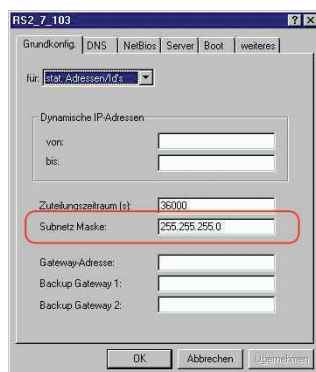 RS2_7_103
Grundkonfig. DNS NetBios Server Boot weiteres
für: stat. Adressen/Id's
Dynamische IP-Adressen
von:
bis:
Zuteilungszeitraum (s): 36000
Subnetz Maske: 255.255.255.0
Gateway-Adresse:
Backup Gateway 1:
Backup Gateway 2:
OK Abbrechen Übernehmen